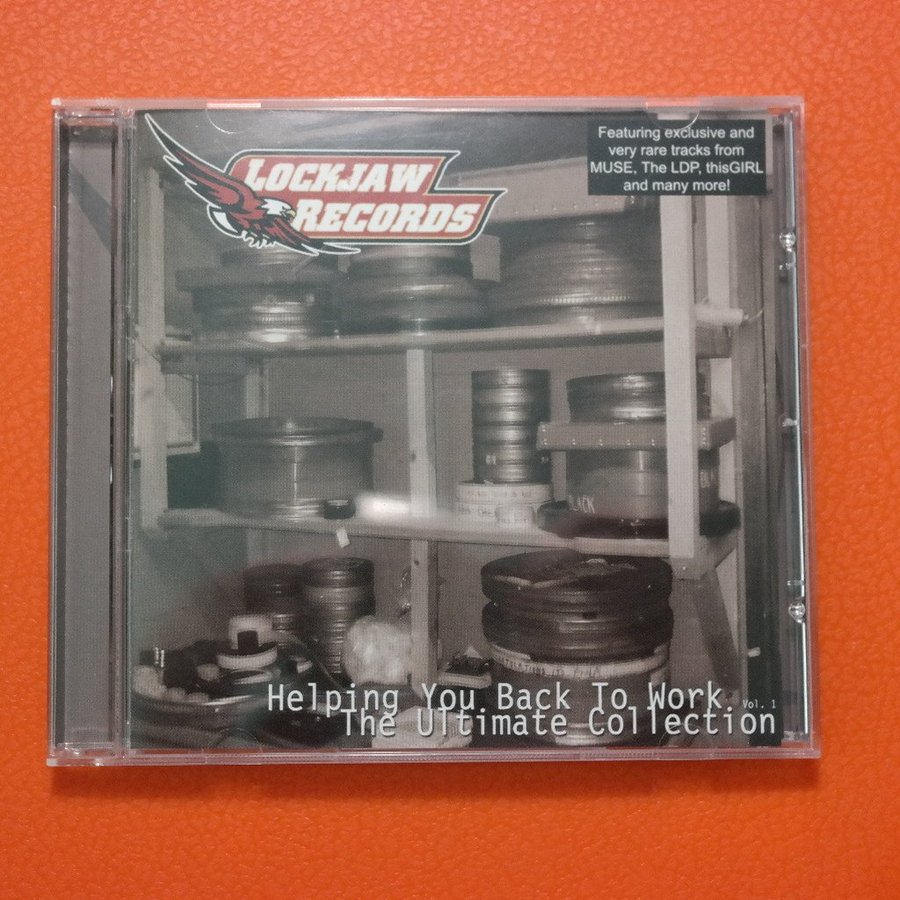 LOCKJAW
RECORDS
Featuring exclusive and
very rare tracks from
MUSE, The LDP, thisGIRL
and many more!
BLACK
Helping You Back To Work. Vol. 1
The Ultimate Collection